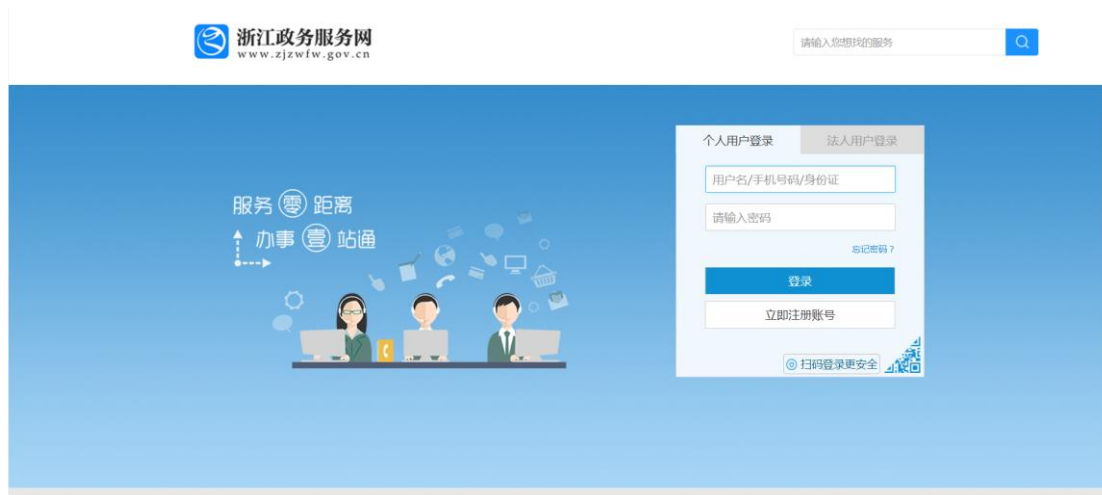 浙江政务服务网
www.zjzwfw.gov.cn
请输入您想找的服务
个人用户登录
法人用户登录
用户名/手机号码/身份证
服务零距离
请输入密码
办事壹站通
忘记密码？
登录
立即注册账号
扫码登录更安全